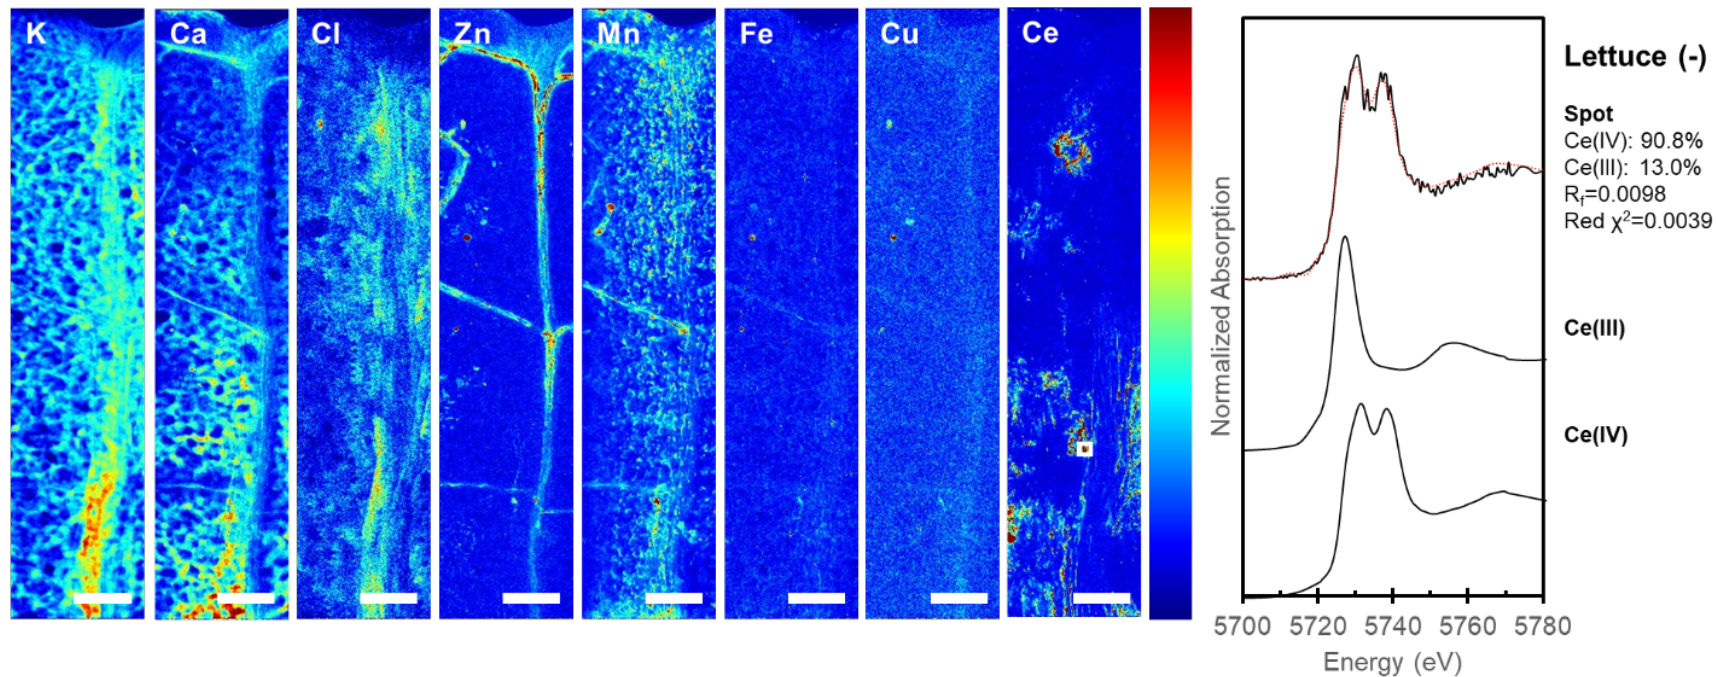 K
Ca
Cl
Zn
Mn
Fe
Cu
Ce
Normalized Absorption
Lettuce (-)
Spot
Ce(IV): 90.8%
Ce(III): 13.0%
Rf=0.0098
Red χ²=0.0039
Ce(III)
Ce(IV)
5700 5720 5740 5760 5780
Energy (eV)